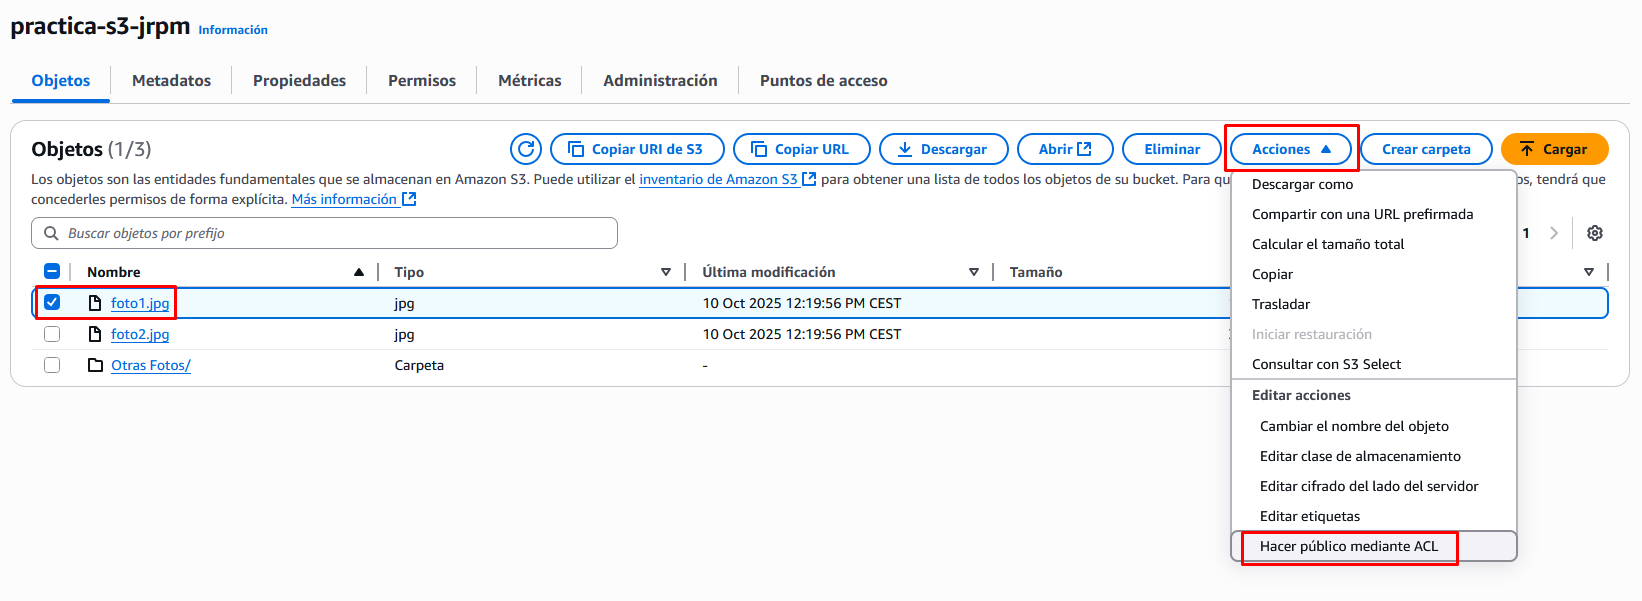 practica-s3-jrpm Información
Objetos Metadatos Propiedades Permisos Métricas Administración Puntos de acceso
Objetos (1/3) Copiar URI de S3 Copiar URL Descargar Abrir Eliminar Acciones Crear carpeta Cargar
Los objetos son las entidades fundamentales que se almacenan en Amazon S3. Puede utilizar el inventario de Amazon S3 para obtener una lista de todos los objetos de su bucket. Para os, tendrá que
concederles permisos de forma explícita. Más información
Buscar objetos por prefijo 1
Nombre Tipo Última modificación Tamaño
foto1.jpg jpg 10 Oct 2025 12:19:56 PM CEST
foto2.jpg jpg 10 Oct 2025 12:19:56 PM CEST
Otras Fotos/ Carpeta -
Descargar como
Compartir con una URL prefirmada
Calcular el tamaño total
Copiar
Trasladar
Iniciar restauración
Consultar con S3 Select
Editar acciones
Cambiar el nombre del objeto
Editar clase de almacenamiento
Editar cifrado del lado del servidor
Editar etiquetas
Hacer público mediante ACL